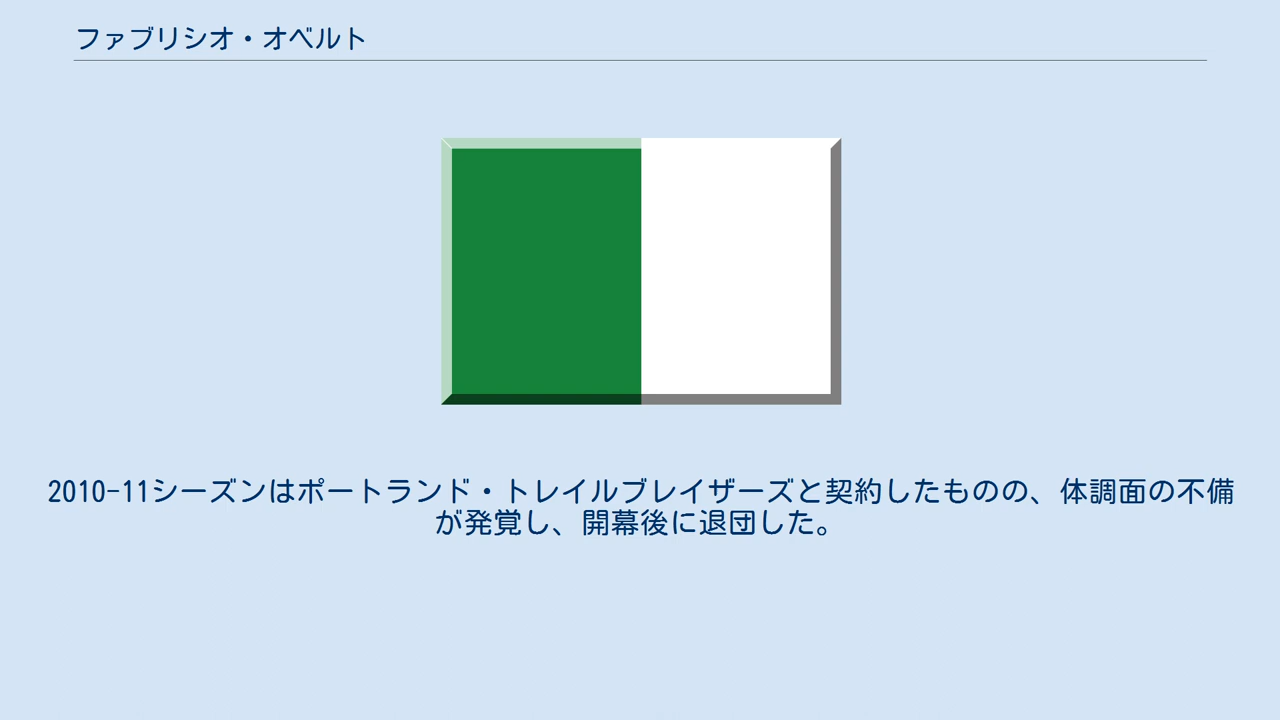 ファブリシオ・オベルト
2010-11シーズンはポートランド・トレイルブレイザーズと契約したものの、体調面の不備
が発覚し、開幕後に退団した。